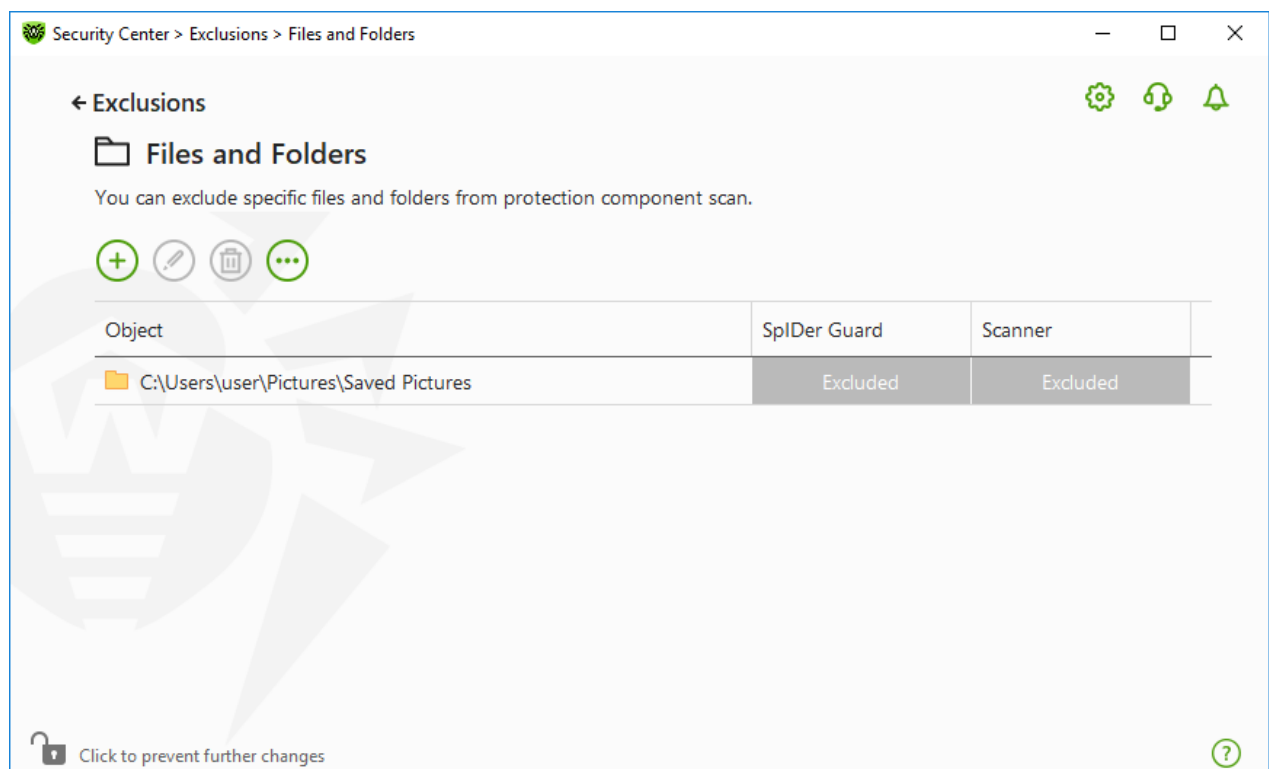 Security Center > Exclusions > Files and Folders
Exclusions
Files and Folders
You can exclude specific files and folders from protection component scan.
Object SpIDer Guard Scanner
C:\Users\user\Pictures\Saved Pictures Excluded Excluded
Click to prevent further changes
?